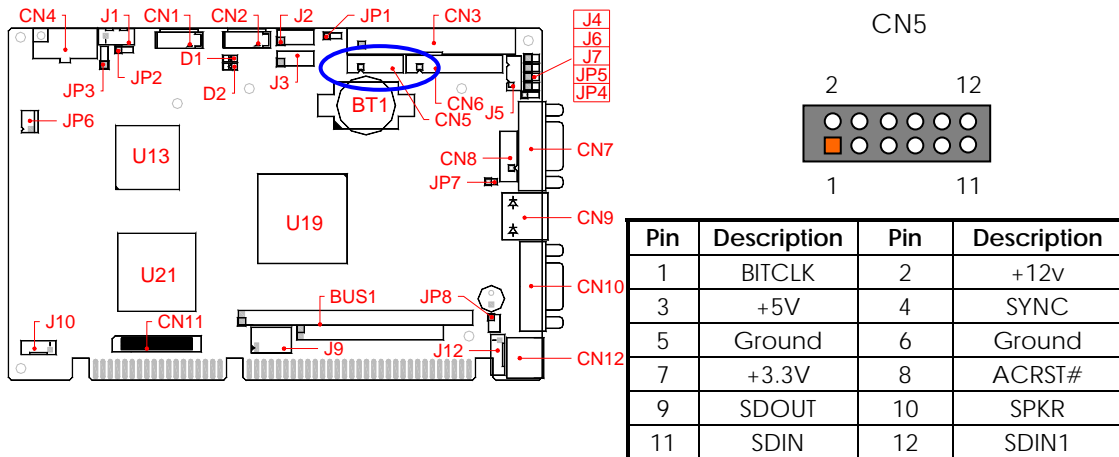 CN4 J1 CN1 CN2 J2 JP1 CN3
J4
J6
J7
JP5
JP4
D1
D2
JP3 JP2 J3
CN6
CN5
J5
BT1
JP6
U13
CN8
CN7
JP7
U19
CN9
U21
CN10
BUS1
JP8
J10 CN11 J9 J12 CN12
CN5
2 12
1 11
Pin Description Pin Description
1 BITCLK 2 +12v
3 +5V 4 SYNC
5 Ground 6 Ground
7 +3.3V 8 ACRST#
9 SDOUT 10 SPKR
11 SDIN 12 SDIN1